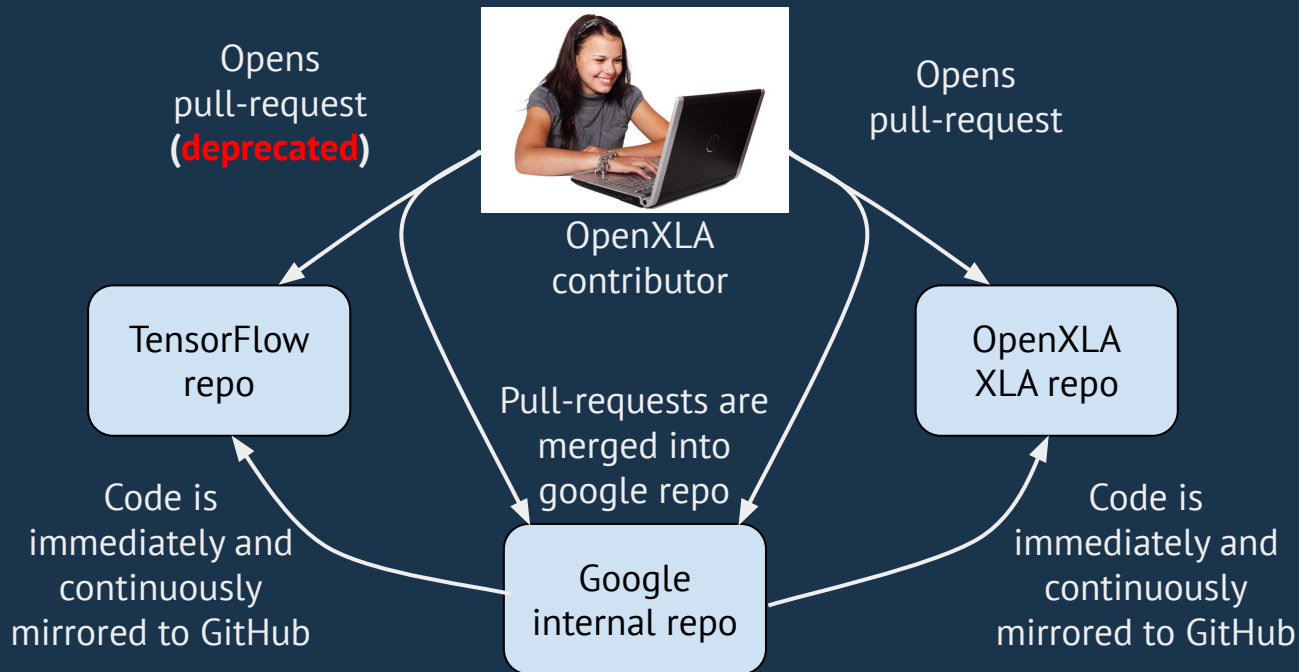 Opens
pull-request
(deprecated)
Opens
pull-request
OpenXLA
contributor
TensorFlow
repo
OpenXLA
XLA repo
Pull-requests are
merged into
google repo
Code is
immediately and
continuously
mirrored to GitHub
Code is
immediately and
continuously
mirrored to GitHub
Google
internal repo